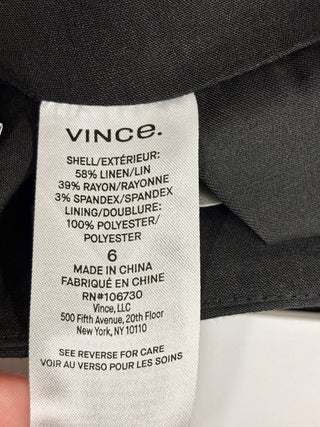 VINCE.
SHELL/EXTÉRIEUR:
58% LINEN/LIN
39% RAYON/RAYONNE
3% SPANDEX/SPANDEX
LINING/DOUBLURE:
100% POLYESTER/
POLYESTER
6
MADE IN CHINA
FABRIQUÉ EN CHINE
RN#106730
Vince, LLC
500 Fifth Avenue, 20th Floor
New York, NY 10110
SEE REVERSE FOR CARE
VOIR AU VERSO POUR LES SOINS